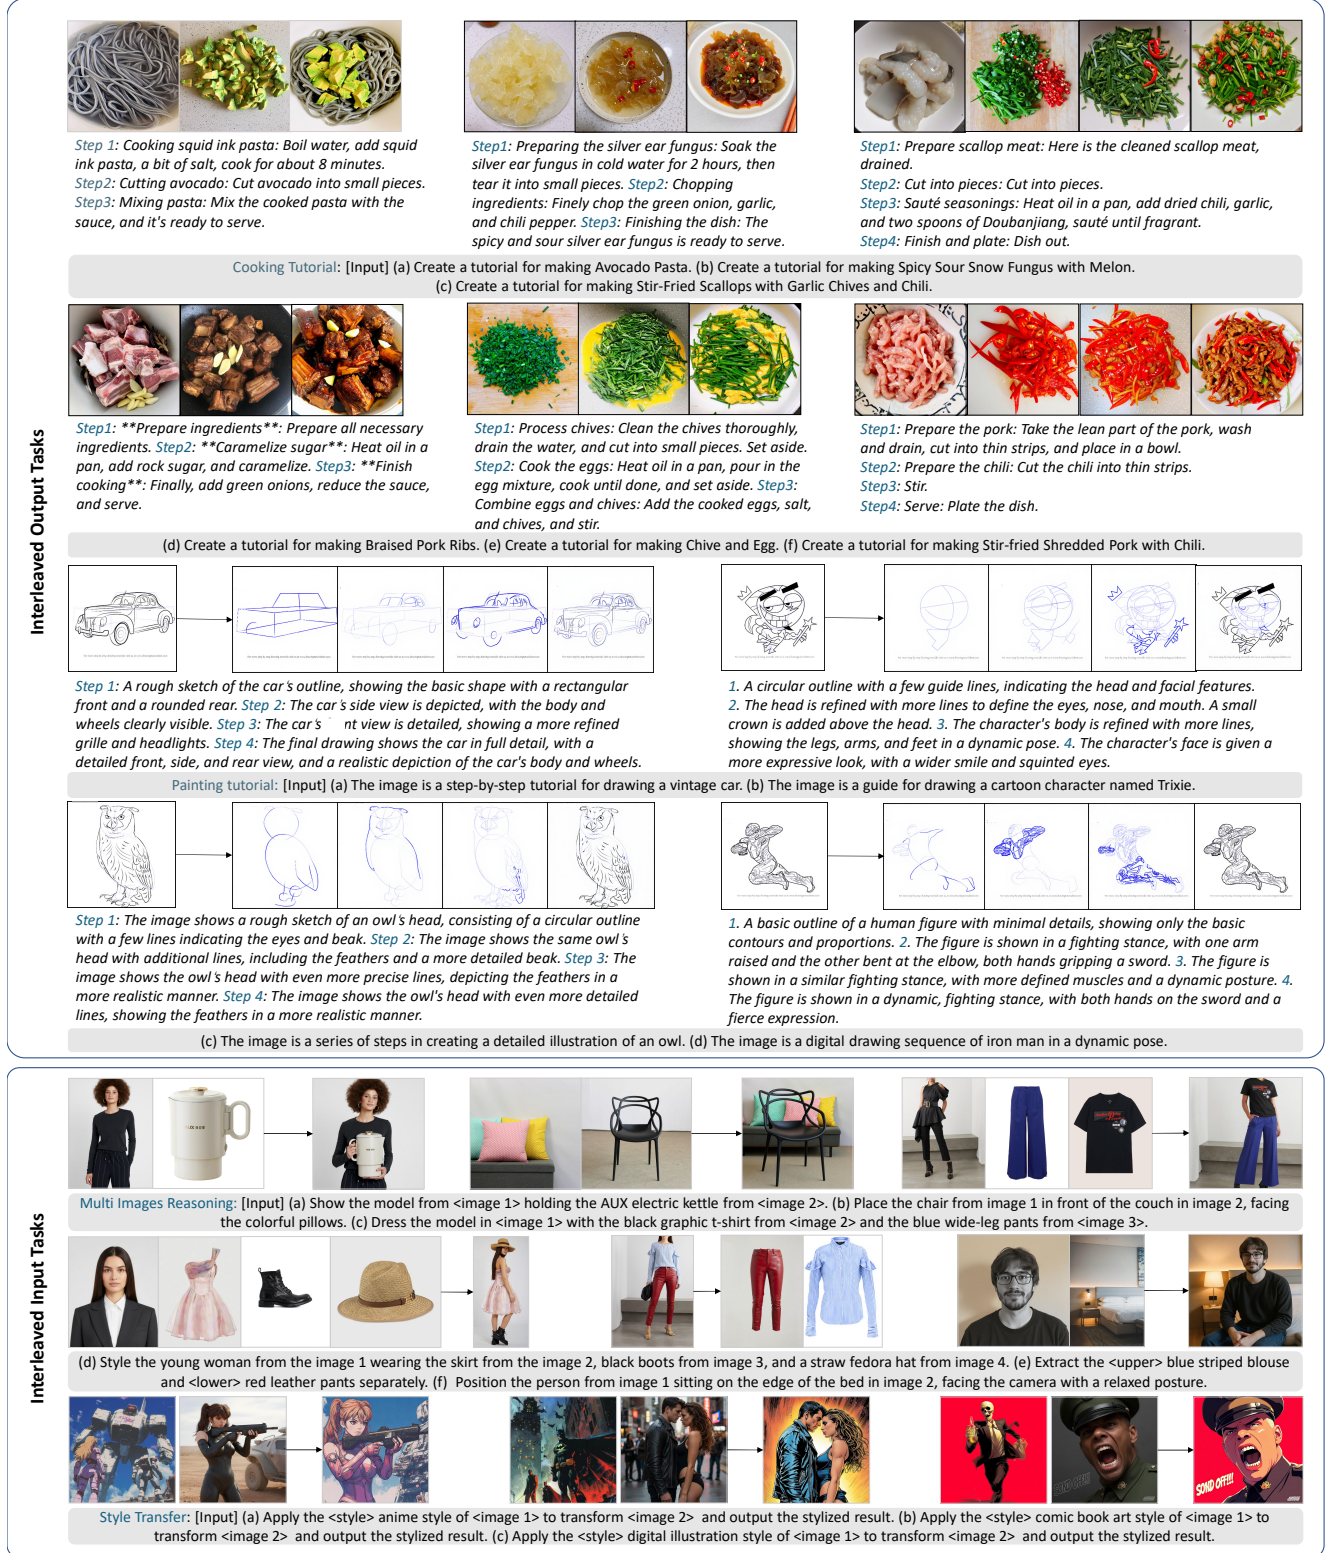 Interleaved Output Tasks
Step 1: Cooking squid ink pasta: Boil water, add squid
ink pasta, a bit of salt, cook for about 8 minutes.
Step2: Cutting avocado: Cut avocado into small pieces.
Step3: Mixing pasta: Mix the cooked pasta with the
sauce, and it's ready to serve.
Step1: Preparing the silver ear fungus: Soak the
silver ear fungus in cold water for 2 hours, then
tear it into small pieces. Step2: Chopping
ingredients: Finely chop the green onion, garlic,
and chili pepper. Step3: Finishing the dish: The
spicy and sour silver ear fungus is ready to serve.
Step1: Prepare scallop meat: Here is the cleaned scallop meat,
drained.
Step2: Cut into pieces: Cut into pieces.
Step3: Sauté seasonings: Heat oil in a pan, add dried chili, garlic,
and two spoons of Doubanjiang, sauté until fragrant.
Step4: Finish and plate: Dish out.
Cooking Tutorial: [Input] (a) Create a tutorial for making Avocado Pasta. (b) Create a tutorial for making Spicy Sour Snow Fungus with Melon.
(c) Create a tutorial for making Stir-Fried Scallops with Garlic Chives and Chili.
Step1: **Prepare ingredients**: Prepare all necessary
ingredients. Step2: **Caramelize sugar**: Heat oil in a
pan, add rock sugar, and caramelize. Step3: **Finish
cooking**: Finally, add green onions, reduce the sauce,
and serve.
Step1: Process chives: Clean the chives thoroughly,
drain the water, and cut into small pieces. Set aside.
Step2: Cook the eggs: Heat oil in a pan, pour in the
egg mixture, cook until done, and set aside. Step3:
Combine eggs and chives: Add the cooked eggs, salt,
and chives, and stir.
Step1: Prepare the pork: Take the lean part of the pork, wash
and drain, cut into thin strips, and place in a bowl.
Step2: Prepare the chili: Cut the chili into thin strips.
Step3: Stir.
Step4: Serve: Plate the dish.
(d) Create a tutorial for making Braised Pork Ribs. (e) Create a tutorial for making Chive and Egg. (f) Create a tutorial for making Stir-fried Shredded Pork with Chili.
Step 1: A rough sketch of the car's outline, showing the basic shape with a rectangular
front and a rounded rear. Step 2: The car's side view is depicted, with the body and
wheels clearly visible. Step 3: The car's nt view is detailed, showing a more refined
grille and headlights. Step 4: The final drawing shows the car in full detail, with a
detailed front, side, and rear view, and a realistic depiction of the car's body and wheels.
1. A circular outline with a few guide lines, indicating the head and facial features.
2. The head is refined with more lines to define the eyes, nose, and mouth. A small
crown is added above the head. 3. The character's body is refined with more lines,
showing the legs, arms, and feet in a dynamic pose. 4. The character's face is given a
more expressive look, with a wider smile and squinted eyes.
Painting tutorial: [Input] (a) The image is a step-by-step tutorial for drawing a vintage car. (b) The image is a guide for drawing a cartoon character named Trixie.
Step 1: The image shows a rough sketch of an owl's head, consisting of a circular outline
with a few lines indicating the eyes and beak. Step 2: The image shows the same owl's
head with additional lines, including the feathers and a more detailed beak. Step 3: The
image shows the owl's head with even more precise lines, depicting the feathers in a
more realistic manner. Step 4: The image shows the owl's head with even more detailed
lines, showing the feathers in a more realistic manner.
1. A basic outline of a human figure with minimal details, showing only the basic
contours and proportions. 2. The figure is shown in a fighting stance, with one arm
raised and the other bent at the elbow, both hands gripping a sword. 3. The figure is
shown in a similar fighting stance, with more defined muscles and a dynamic posture. 4.
The figure is shown in a dynamic, fighting stance, with both hands on the sword and a
fierce expression.
(c) The image is a series of steps in creating a detailed illustration of an owl. (d) The image is a digital drawing sequence of iron man in a dynamic pose.
Interleaved Input Tasks
Multi Images Reasoning: [Input] (a) Show the model from <image 1> holding the AUX electric kettle from <image 2>. (b) Place the chair from image 1 in front of the couch in image 2, facing
the colorful pillows. (c) Dress the model in <image 1> with the black graphic t-shirt from <image 2> and the blue wide-leg pants from <image 3>.
(d) Style the young woman from the image 1 wearing the skirt from the image 2, black boots from image 3, and a straw fedora hat from image 4. (e) Extract the <upper> blue striped blouse
and <lower> red leather pants separately. (f) Position the person from image 1 sitting on the edge of the bed in image 2, facing the camera with a relaxed posture.
SOND OFF!!!
SOND OFF!!!
Style Transfer: [Input] (a) Apply the <style> anime style of <image 1> to transform <image 2> and output the stylized result. (b) Apply the <style> comic book art style of <image 1> to
transform <image 2> and output the stylized result. (c) Apply the <style> digital illustration style of <image 1> to transform <image 2> and output the stylized result.